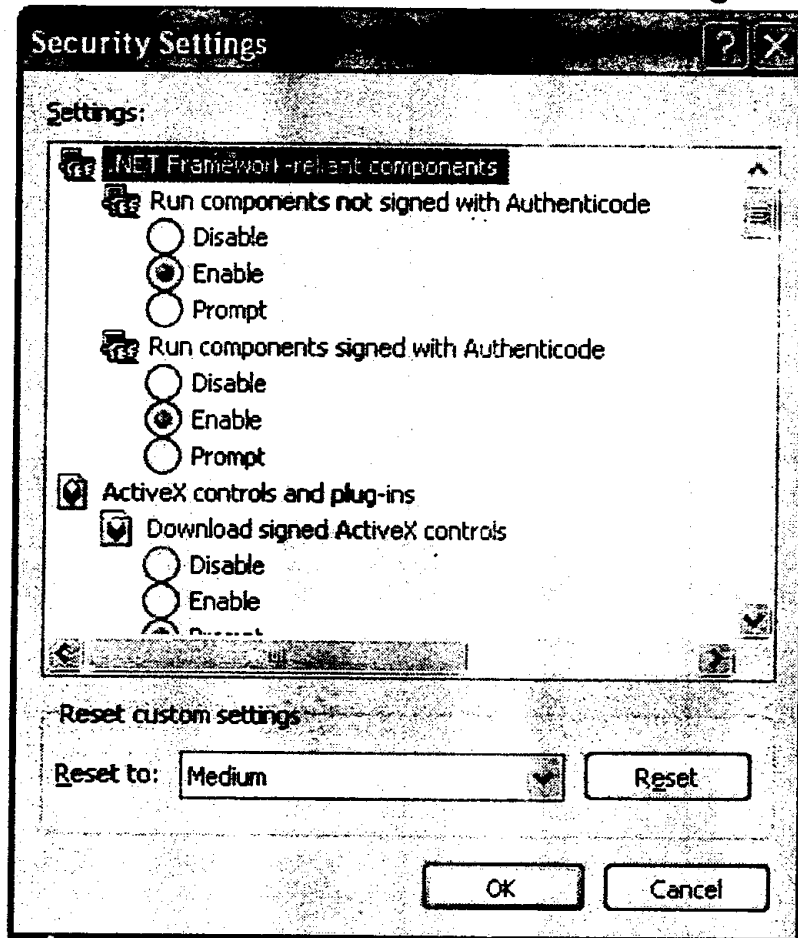 Security Settings
Settings:
.NET Framework-reliant components
Run components not signed with Authenticode
Disable
Enable
Prompt
Run components signed with Authenticode
Disable
Enable
Prompt
ActiveX controls and plug-ins
Download signed ActiveX controls
Disable
Enable
Prompt
Reset custom settings
Reset to: Medium Reset
OK Cancel